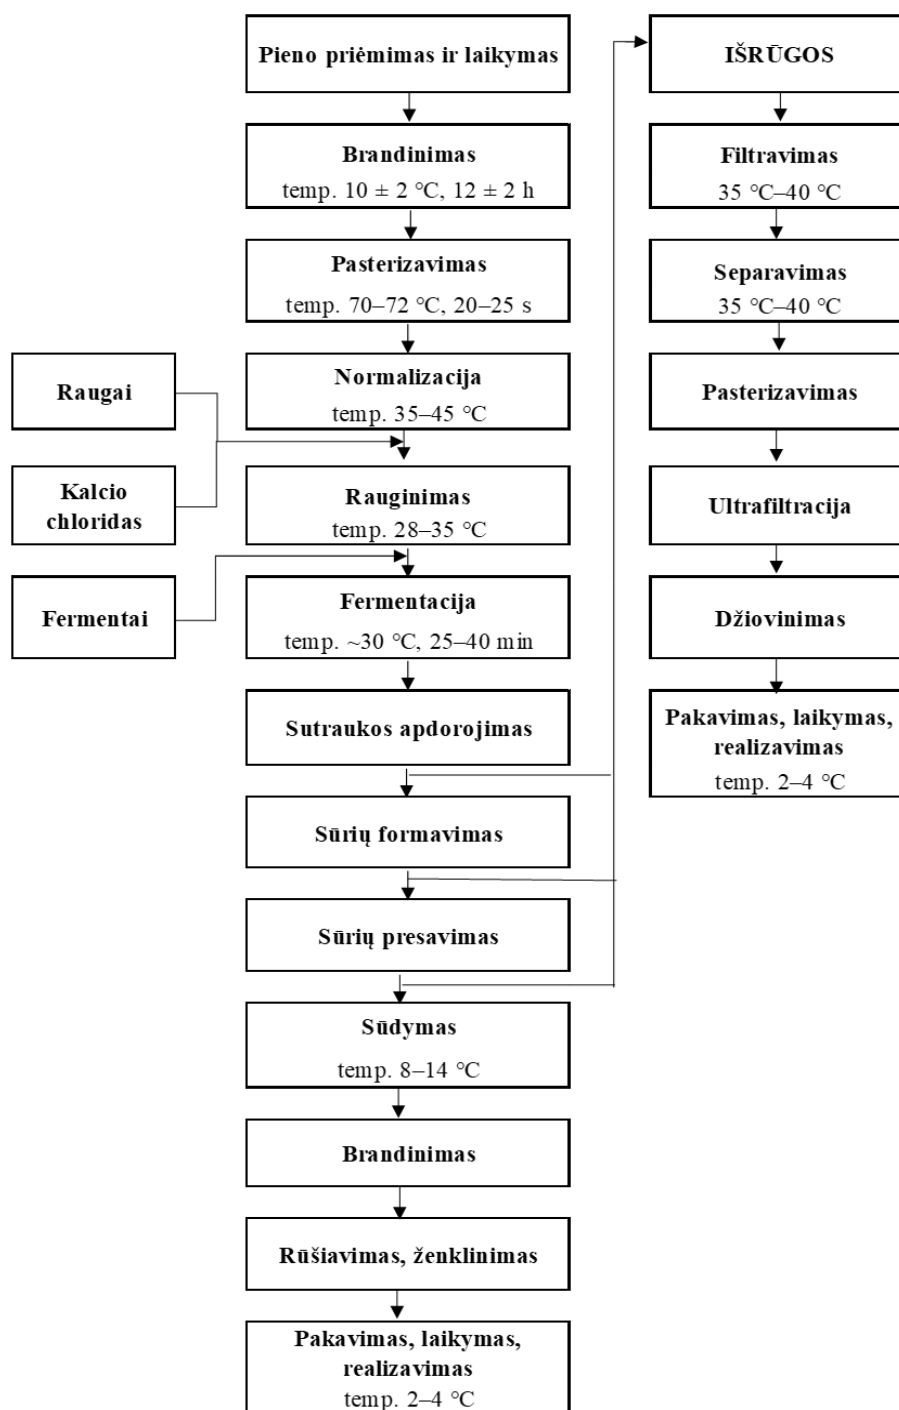 Pieno priėmimas ir laikymas
Brandinimas
temp. 10 ± 2 °C, 12 ± 2 h
Pasterizavimas
temp. 70–72 °C, 20–25 s
Normalizacija
temp. 35–45 °C
Raugai
Kalcio
chloridas
Rauginimas
temp. 28–35 °C
Fermentai
Fermentacija
temp. ~30 °C, 25–40 min
Sutraukos apdorojimas
Sūrių formavimas
Sūrių presavimas
Sūdymas
temp. 8–14 °C
Brandinimas
Rūšiavimas, ženklinimas
Pakavimas, laikymas,
realizavimas
temp. 2–4 °C
IŠRŪGOS
Filtravimas
35 °C–40 °C
Separavimas
35 °C–40 °C
Pasterizavimas
Ultrafiltracija
Džiovinimas
Pakavimas, laikymas,
realizavimas
temp. 2–4 °C